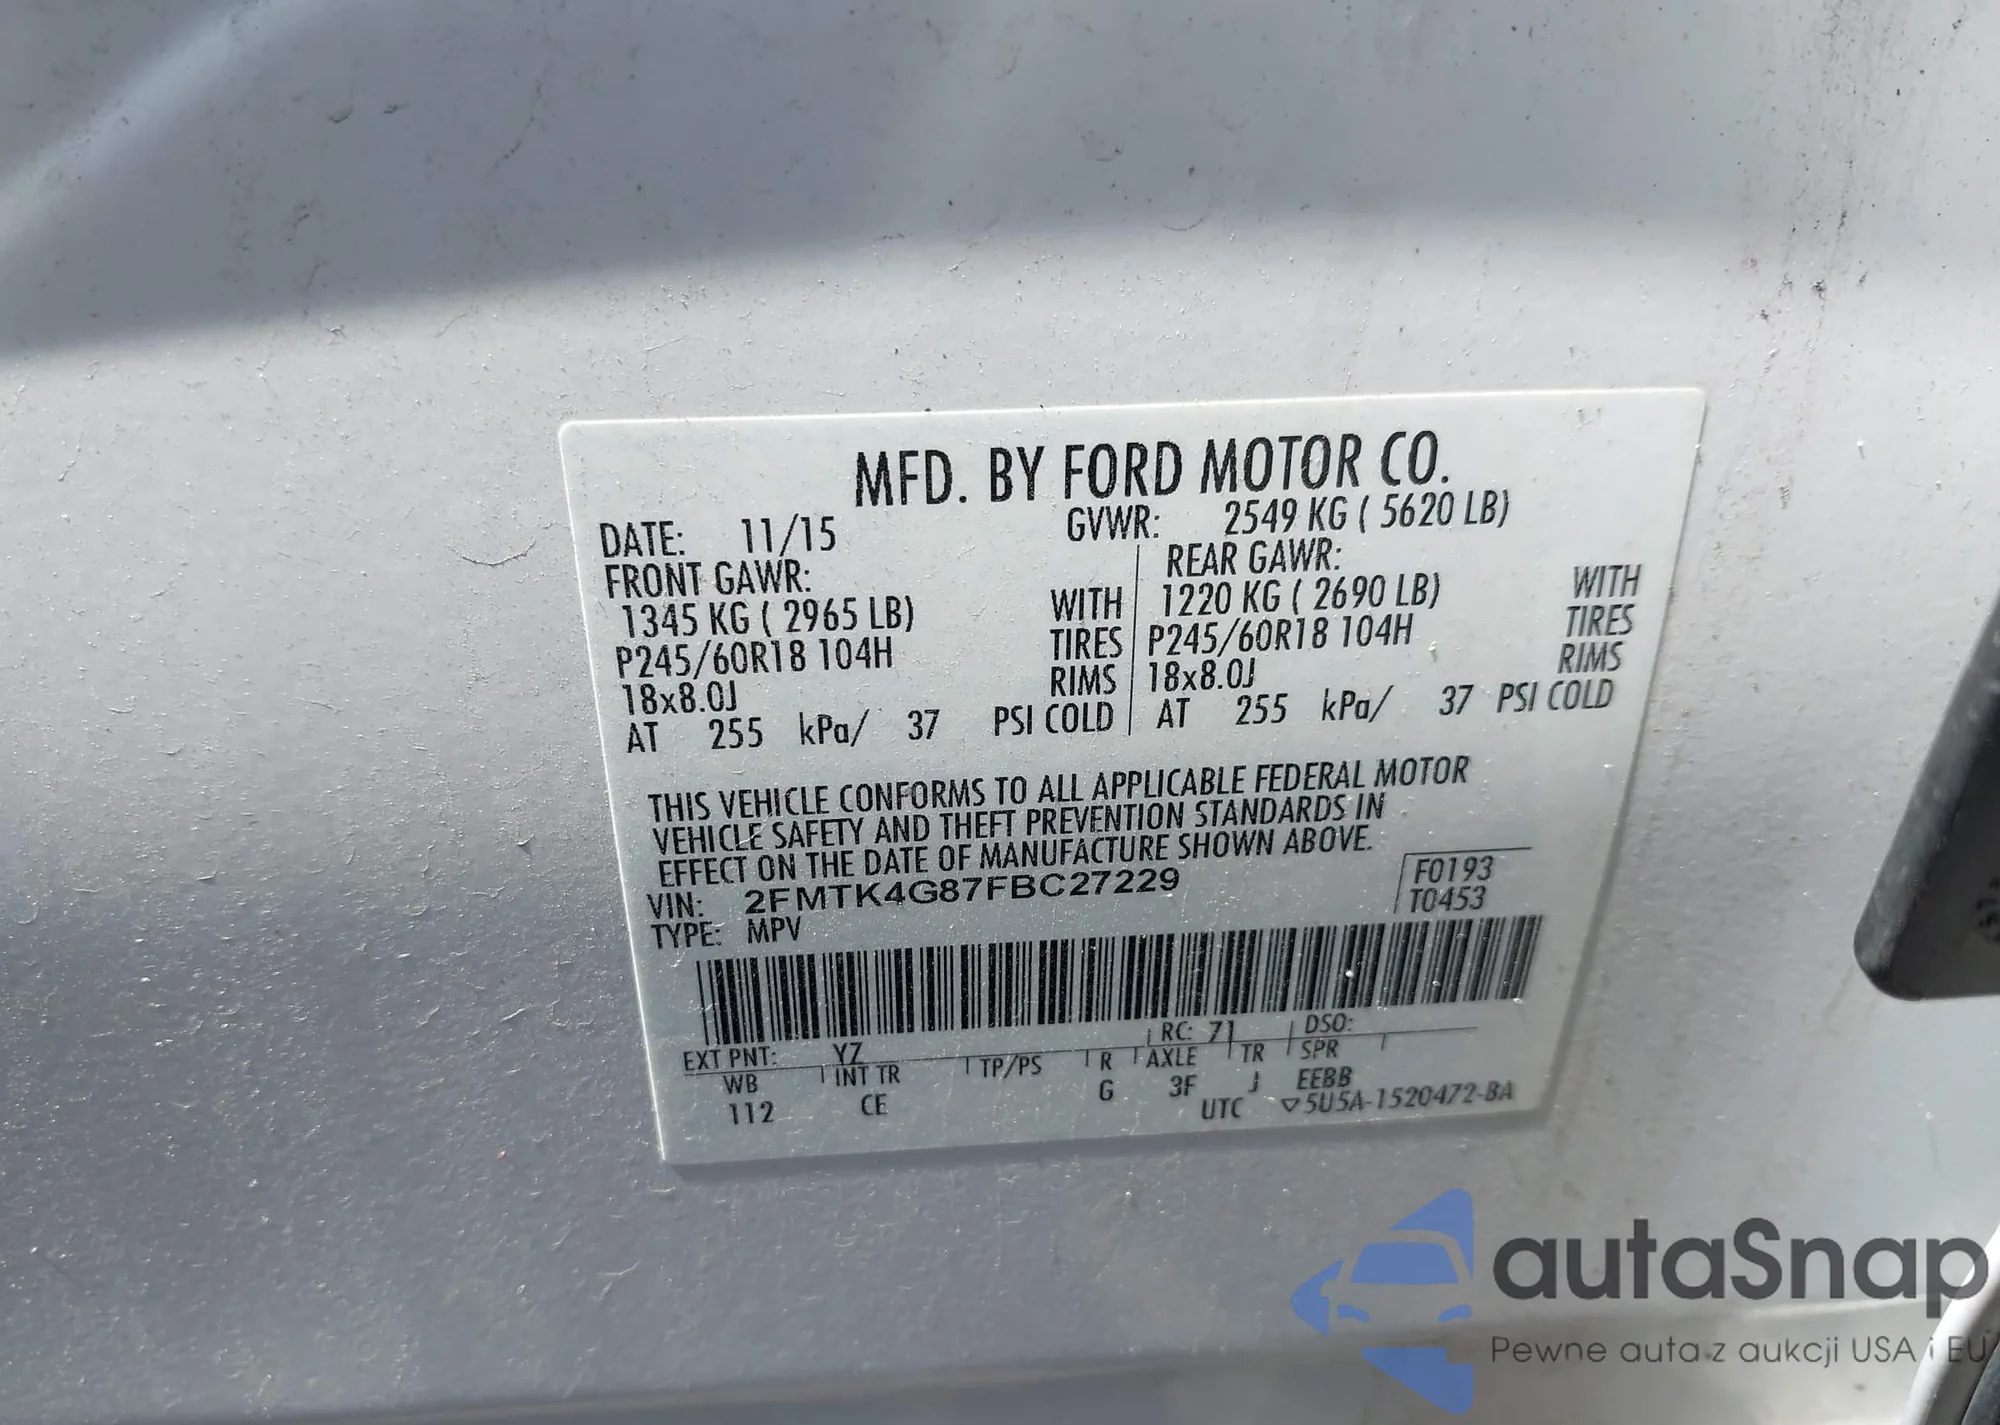 MFD. BY FORD MOTOR CO.
DATE: 11/15 GVWR: 2549 KG ( 5620 LB)
FRONT GAWR: REAR GAWR:
1345 KG ( 2965 LB) WITH 1220 KG ( 2690 LB) WITH
P245/60R18 104H TIRES P245/60R18 104H TIRES
18x8.0J RIMS 18x8.0J RIMS
AT 255 kPa/ 37 PSI COLD AT 255 kPa/ 37 PSI COLD
THIS VEHICLE CONFORMS TO ALL APPLICABLE FEDERAL MOTOR
VEHICLE SAFETY AND THEFT PREVENTION STANDARDS IN
EFFECT ON THE DATE OF MANUFACTURE SHOWN ABOVE.
VIN: 2FMTK4G87FBC27229 F0193
TYPE: MPV T0453
EXT PNT: YZ RC: 71 DSO:
WB INT TR TP/PS R AXLE TR SPR
112 CE G 3F J EEBB
UTC ▽5U5A-1520472-BA
autaSnap
Pewne auta z aukcji USA i EU